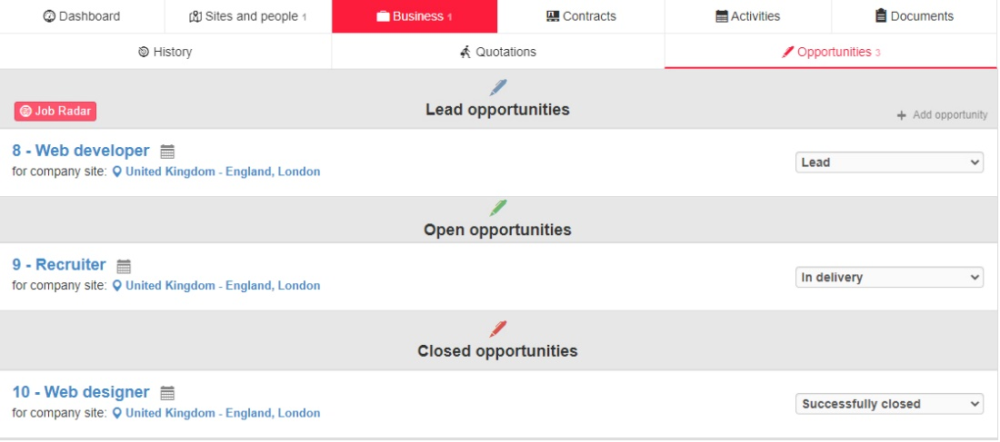 Dashboard
Sites and people 1
Business 1
Contracts
Activities
Documents
History
Quotations
Opportunities 3
Job Radar
Lead opportunities
+ Add opportunity
8 - Web developer
for company site: United Kingdom - England, London
Lead
Open opportunities
9 - Recruiter
for company site: United Kingdom - England, London
In delivery
Closed opportunities
10 - Web designer
for company site: United Kingdom - England, London
Successfully closed